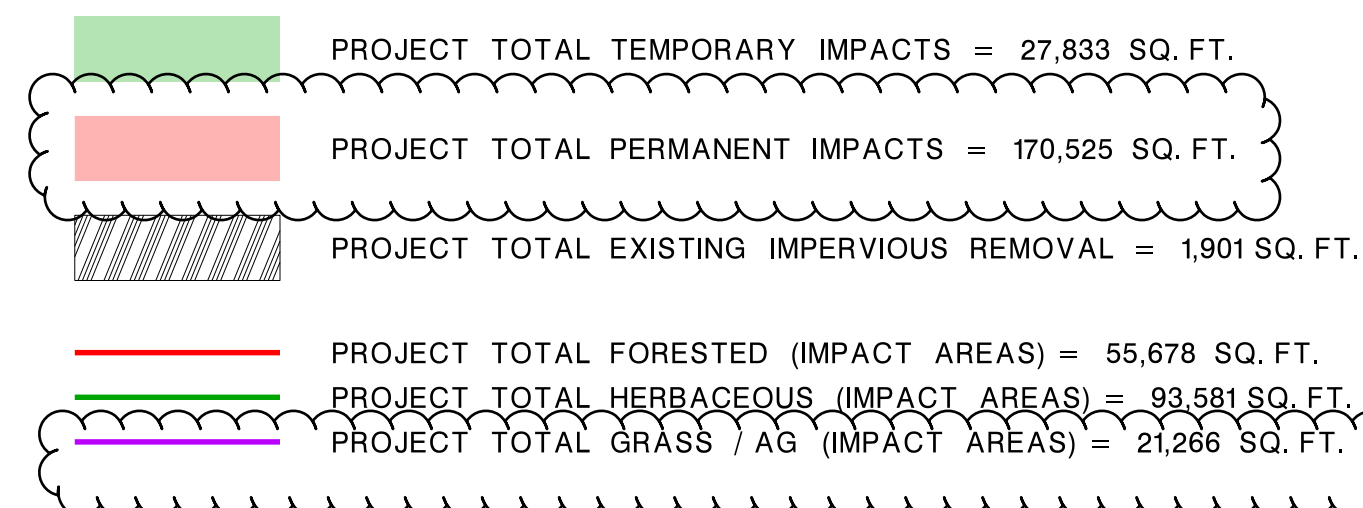 PROJECT TOTAL TEMPORARY IMPACTS = 27,833 SQ. FT.
PROJECT TOTAL PERMANENT IMPACTS = 170,525 SQ. FT.
PROJECT TOTAL EXISTING IMPERVIOUS REMOVAL = 1,901 SQ. FT.
PROJECT TOTAL FORESTED (IMPACT AREAS) = 55,678 SQ. FT.
PROJECT TOTAL HERBACEOUS (IMPACT AREAS) = 93,581 SQ. FT.
PROJECT TOTAL GRASS / AG (IMPACT AREAS) = 21,266 SQ. FT.